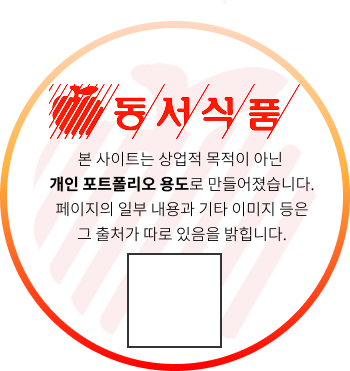 동서식품
본 사이트는 상업적 목적이 아닌
개인 포트폴리오 용도로 만들어졌습니다.
페이지의 일부 내용과 기타 이미지 등은
그 출처가 따로 있음을 밝힙니다.